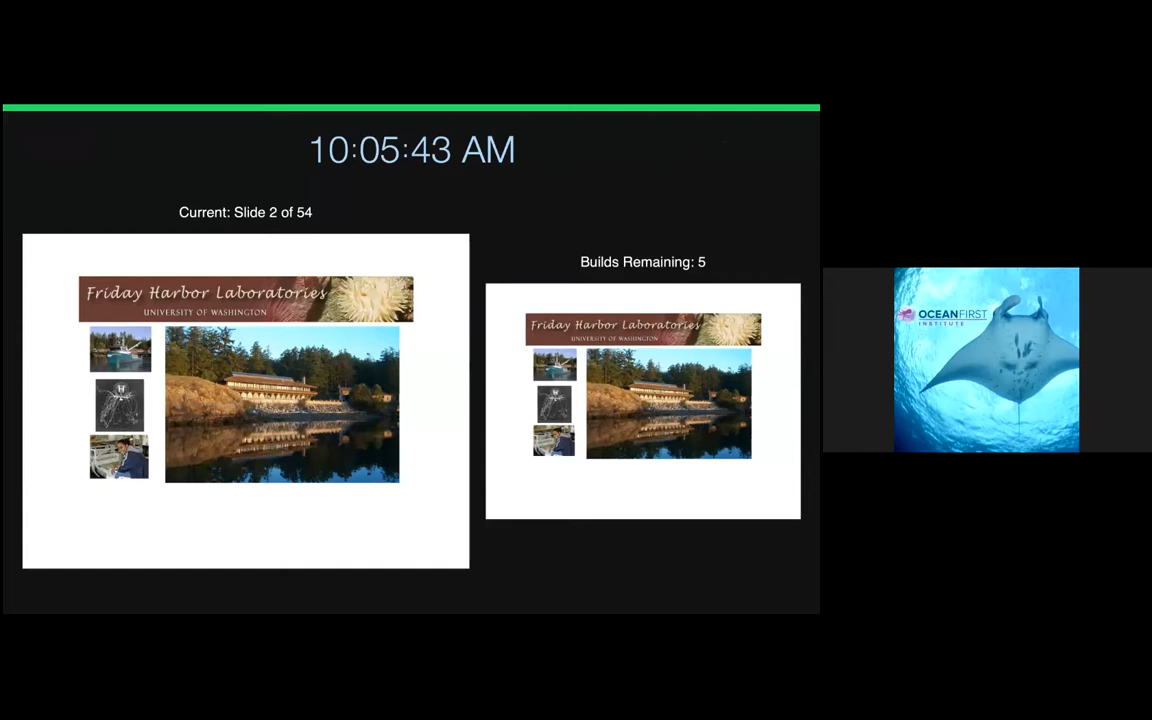 10:05:43 AM
Current: Slide 2 of 54
Builds Remaining: 5
Friday Harbor Laboratories
UNIVERSITY OF WASHINGTON
Friday Harbor Laboratories
UNIVERSITY OF WASHINGTON
OCEANFIRST
INSTITUTE